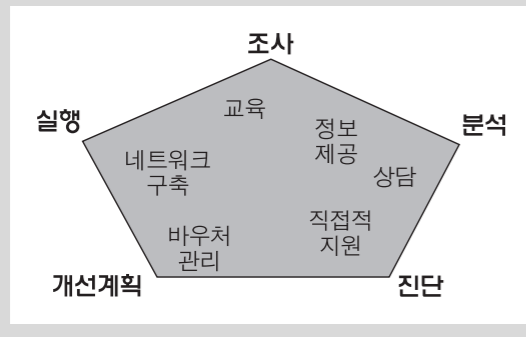 조사
교육
실행
정보
제공
분석
네트워크
구축
상담
바우처
관리
직접적
지원
개선계획
진단